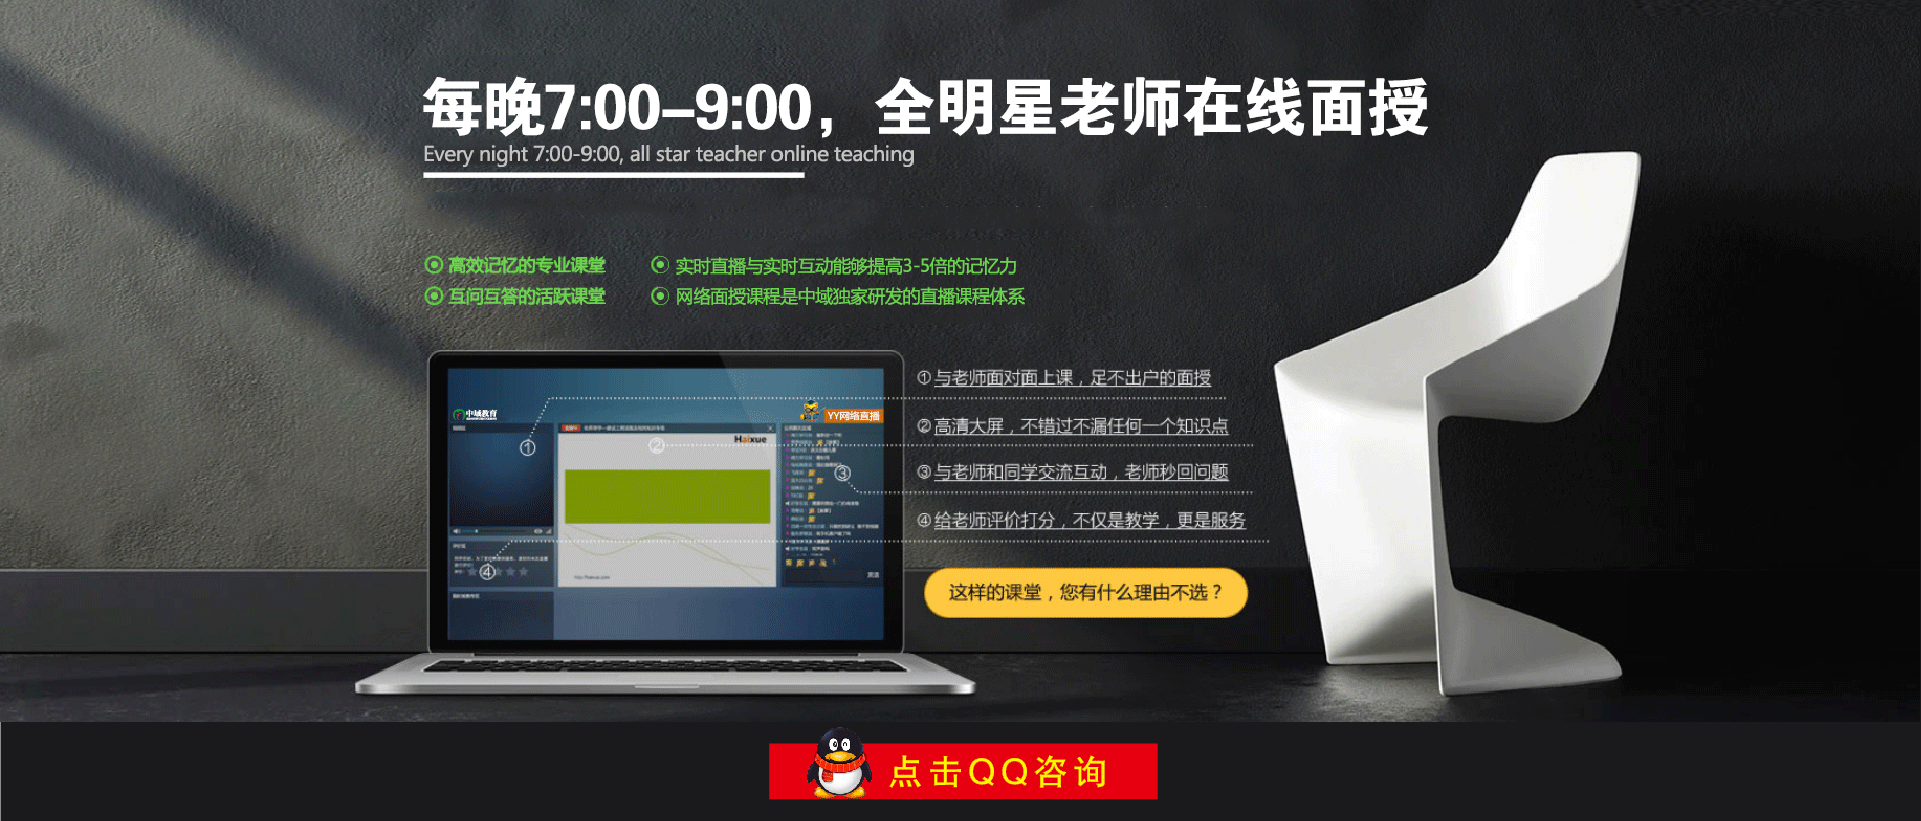 每晚7:00-9:00，全明星老师在线面授
Every night 7:00-9:00, all star teacher online teaching
高效记忆的专业课堂
实时直播与实时互动能够提高3-5倍的记忆力
互问互答的活跃课堂
网络面授课程是中域独家研发的直播课程体系
①与老师面对面上课，足不出户的面授
②高清大屏，不错过不漏任何一个知识点
③与老师和同学交流互动，老师秒回问题
④给老师评价打分，不仅是教学，更是服务
这样的课堂，您有什么理由不选？
中域教育
YY网络直播
Haixue
①
②
③
④
http://haixue.com
点击QQ咨询